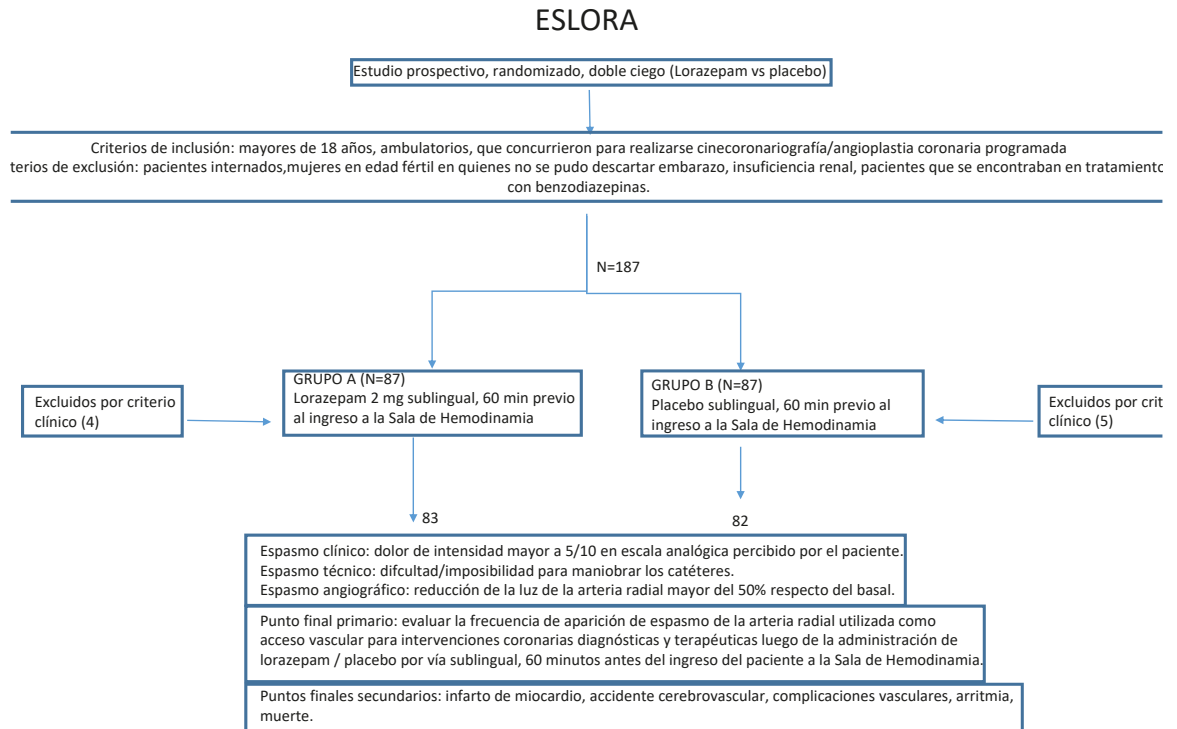 ESLORA
Estudio prospectivo, randomizado, doble ciego (Lorazepam vs placebo)
Criterios de inclusión: mayores de 18 años, ambulatorios, que concurrieron para realizarse cinecoronariografía/angioplastia coronaria programada
terios de exclusión: pacientes internados,mujeres en edad fértil en quienes no se pudo descartar embarazo, insuficiencia renal, pacientes que se encontraban en tratamiento
con benzodiazepinas.
N=187
Excluidos por criterio
clínico (4)
GRUPO A (N=87)
Lorazepam 2 mg sublingual, 60 min previo
al ingreso a la Sala de Hemodinamia
GRUPO B (N=87)
Placebo sublingual, 60 min previo al
ingreso a la Sala de Hemodinamia
Excluidos por crit
clínico (5)
83
82
Espasmo clínico: dolor de intensidad mayor a 5/10 en escala analógica percibido por el paciente.
Espasmo técnico: difcultad/imposibilidad para maniobrar los catéteres.
Espasmo angiográfico: reducción de la luz de la arteria radial mayor del 50% respecto del basal.
Punto final primario: evaluar la frecuencia de aparición de espasmo de la arteria radial utilizada como
acceso vascular para intervenciones coronarias diagnósticas y terapéuticas luego de la administración de
lorazepam / placebo por vía sublingual, 60 minutos antes del ingreso del paciente a la Sala de Hemodinamia.
Puntos finales secundarios: infarto de miocardio, accidente cerebrovascular, complicaciones vasculares, arritmia,
muerte.